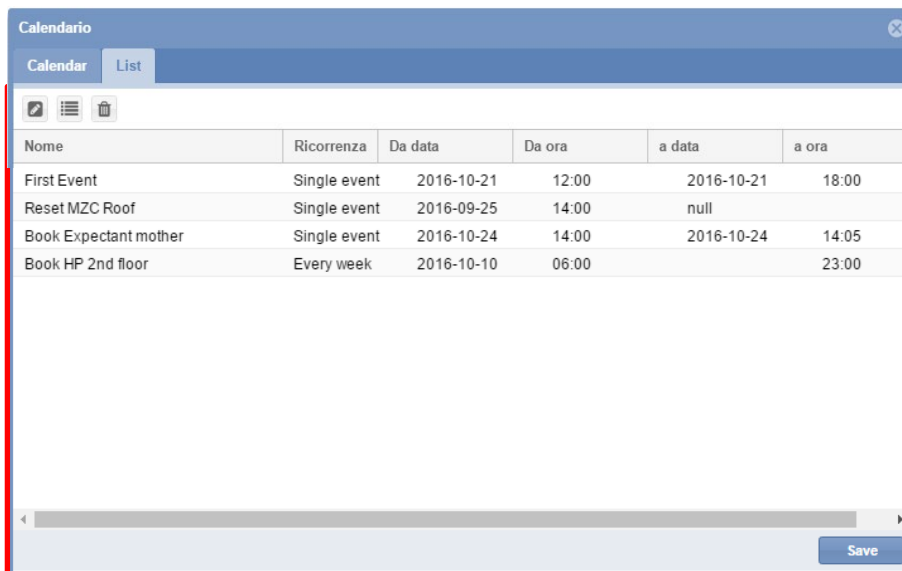 Calendario
Calendar List
Nome Ricorrenza Da data Da ora a data a ora
First Event Single event 2016-10-21 12:00 2016-10-21 18:00
Reset MZC Roof Single event 2016-09-25 14:00 null
Book Expectant mother Single event 2016-10-24 14:00 2016-10-24 14:05
Book HP 2nd floor Every week 2016-10-10 06:00 23:00
Save